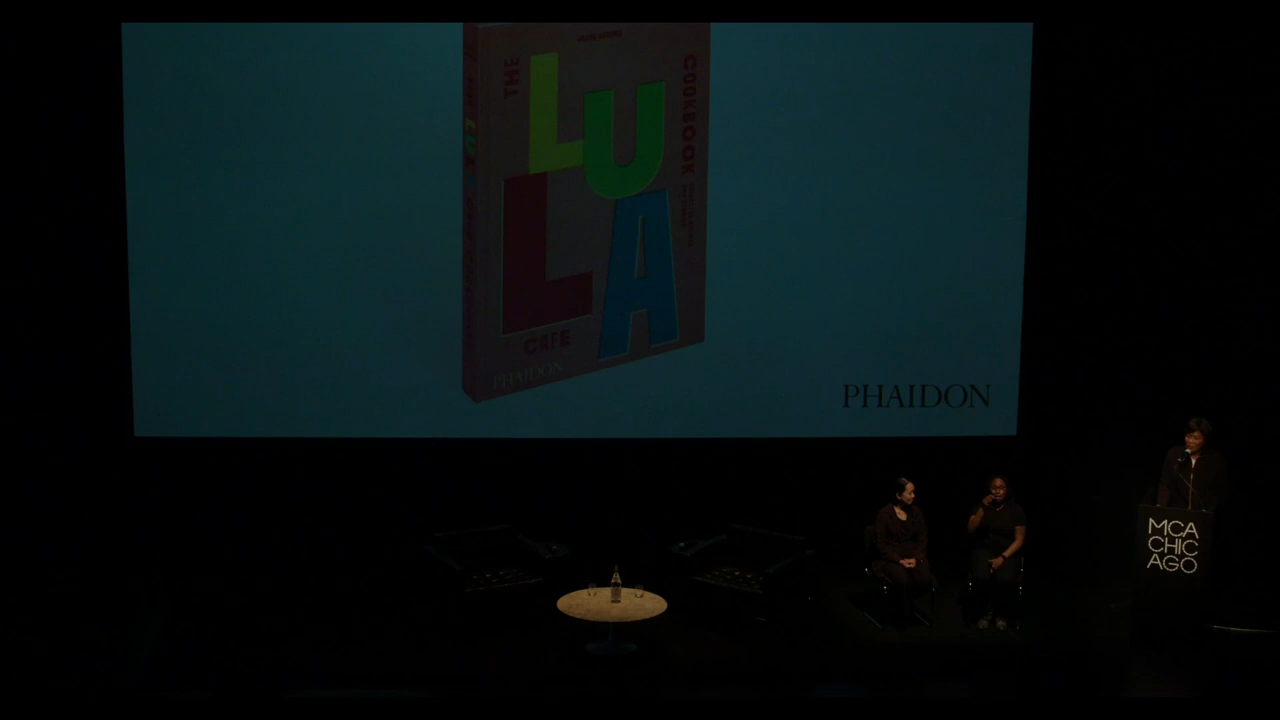 THE
LULA
CAFE
COOKBOOK
PHAIDON
PHAIDON
MCA
CHIC
AGO